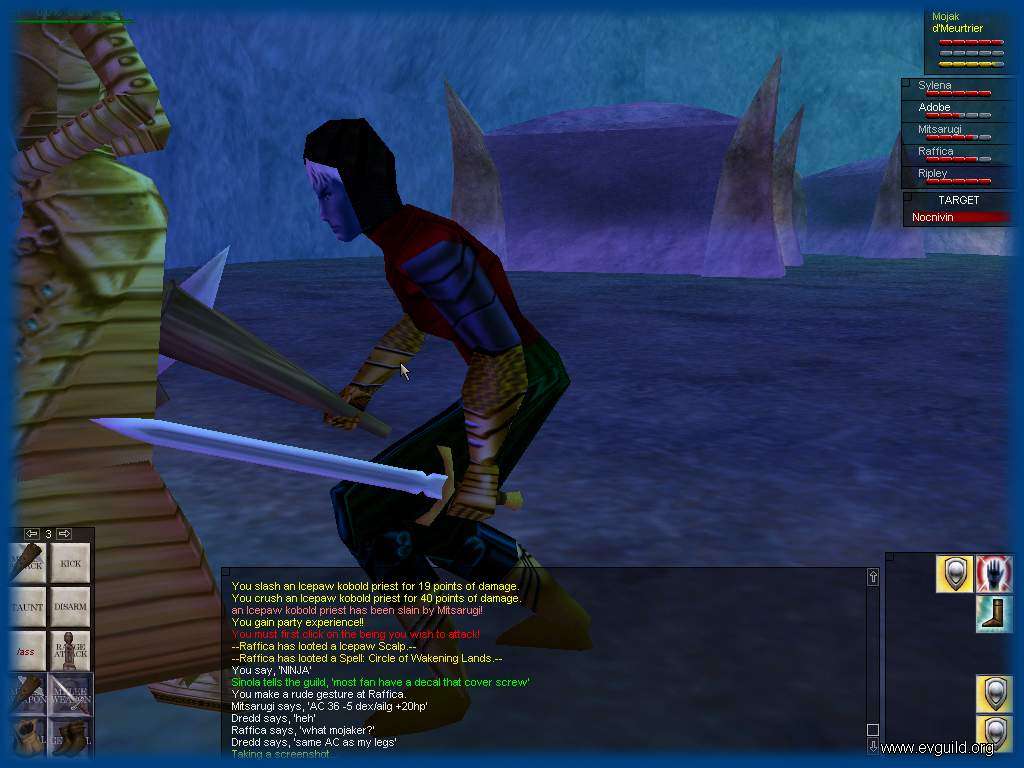 Mojak
d'Meurtrier
Sylena
Adobe
Mitsarugi
Raffica
Ripley
TARGET
Nocnivin
3
KICK
TAUNT
DISARM
/ass
RANGE
ATTACK
MELEE
WEAPON
You slash an Icepaw kobold priest for 19 points of damage.
You crush an Icepaw kobold priest for 40 points of damage.
an Icepaw kobold priest has been slain by Mitsarugi!
You gain party experience!!
You must first click on the being you wish to attack!
--Raffica has looted a Icepaw Scalp.--
--Raffica has looted a Spell: Circle of Wakening Lands.--
You say, 'NINJA'
Sinola tells the guild, 'most fan have a decal that cover screw'
You make a rude gesture at Raffica.
Mitsarugi says, 'AC 36 -5 dex/ailg +20hp'
Dredd says, 'heh'
Raffica says, 'what mojaker?'
Dredd says, 'same AC as my legs'
Taking a screenshot...
www.evguild.org